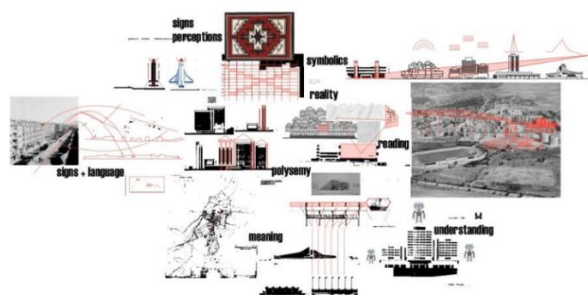 signs
perceptions
symbolics
reality
reading
signs + language
polysemy
meaning
understanding